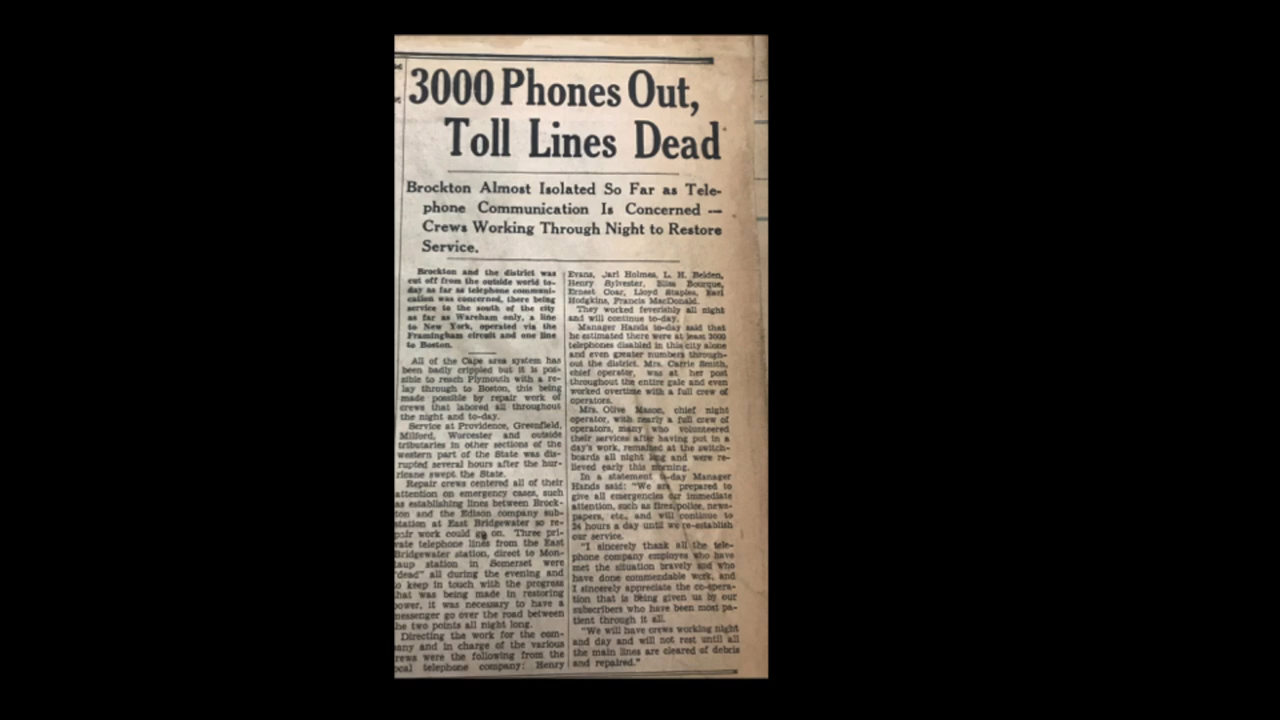 3000 Phones Out,
Toll Lines Dead
Brockton Almost Isolated So Far as Tele-
phone Communication Is Concerned —
Crews Working Through Night to Restore
Service.
Brockton and the district was
cut off from the outside world to-
day as far as telephone communi-
cation was concerned, there being
service to the south of the city
as far as Wareham only, a line
to New York, operated via the
Framingham circuit and one line
to Boston.
All of the Cape area system has
been badly crippled but it is pos-
sible to reach Plymouth with a re-
lay through to Boston, this being
made possible by repair work of
crews that labored all throughout
the night and to-day.
Service at Providence, Greenfield,
Milford, Worcester and outside
tributaries in other sections of the
western part of the State was dis-
rupted several hours after the hur-
ricane swept the State.
Repair crews centered all of their
attention on emergency cases, such
as establishing lines between Brock-
ton and the Edison company sub-
station at East Bridgewater so re-
pair work could go on. Three pri-
vate telephone lines from the East
Bridgewater station, direct to Mon-
taup station in Somerset were
"dead" all during the evening and
o keep in touch with the progress
hat was being made in restoring
power, it was necessary to have a
messenger go over the road between
he two points all night long.
Directing the work for the com-
any and in charge of the various
rews were the following from the
ocal telephone company: Henry
Evans, Jarl Holmes, L. H. Belden,
Henry Sylvester, Bliss Bourque,
Ernest Coar, Lloyd Staples, Earl
Hodgkins, Francis MacDonald.
They worked feverishly all night
and will continue to-day.
Manager Hands to-day said that
he estimated there were at least 3000
telephones disabled in this city alone
and even greater numbers through-
out the district. Mrs. Carrie Smith,
chief operator, was at her post
throughout the entire gale and even
worked overtime with a full crew of
operators.
Mrs. Olive Mason, chief night
operator, with nearly a full crew of
operators, many who volunteered
their services after having put in a
day's work, remained at the switch-
boards all night long and were re-
lieved early this morning.
In a statement to-day Manager
Hands said: "We are prepared to
give all emergencies our immediate
attention, such as fires, police, news-
papers, etc., and will continue to
24 hours a day until we re-establish
our service.
"I sincerely thank all the tele-
phone company employes who have
met the situation bravely and who
have done commendable work, and
I sincerely appreciate the co-opera-
tion that is being given us by our
subscribers who have been most pa-
tient through it all.
"We will have crews working night
and day and will not rest until all
the main lines are cleared of debris
and repaired."